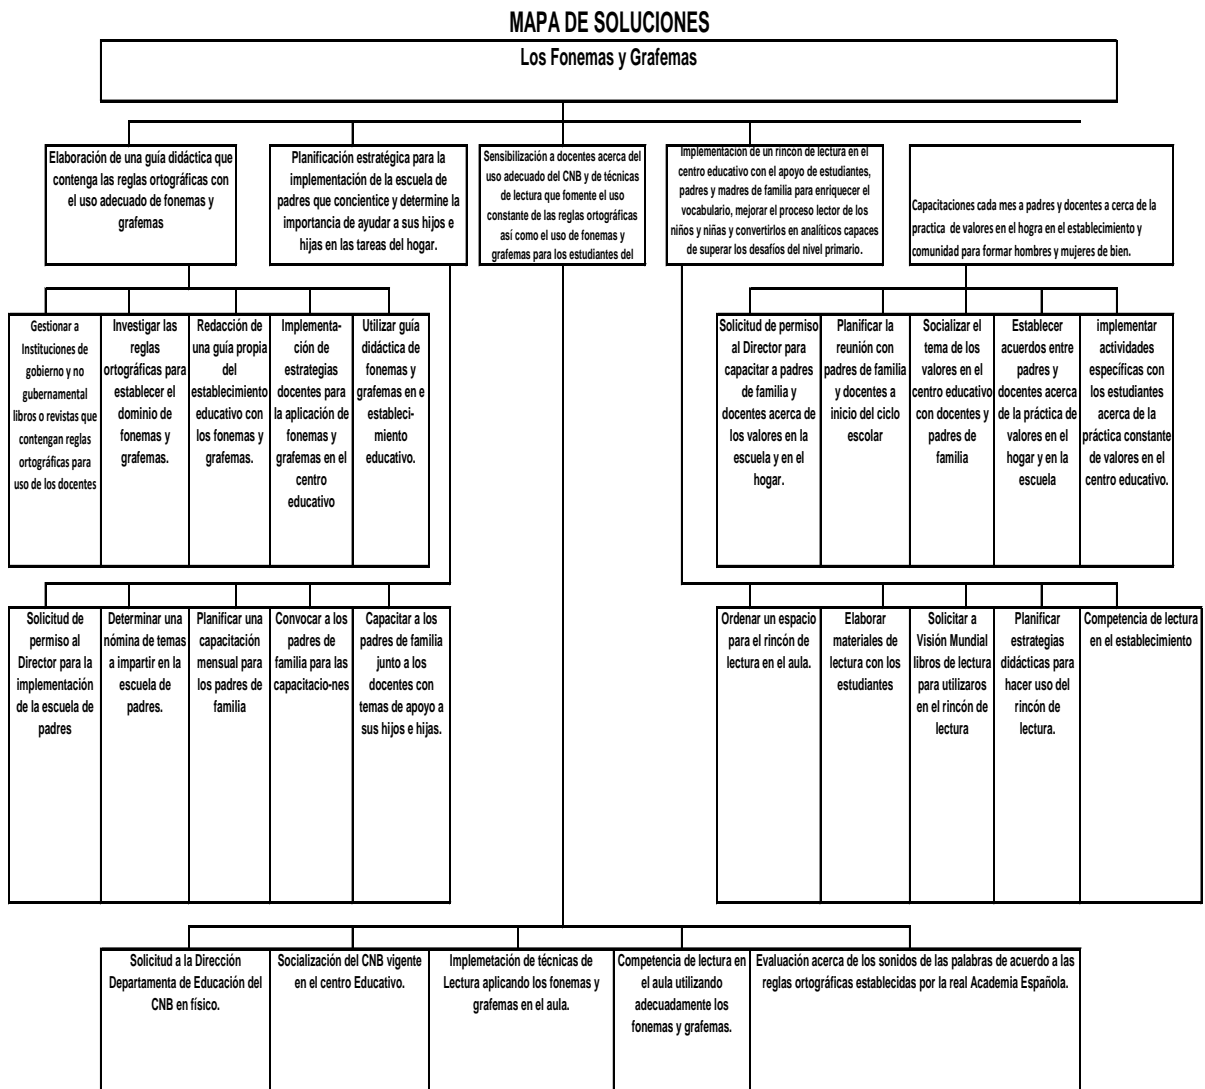 MAPA DE SOLUCIONES
Los Fonemas y Grafemas
Elaboración de una guía didáctica que
contenga las reglas ortográficas con
el uso adecuado de fonemas y
grafemas
Planificación estratégica para la
implementación de la escuela de
padres que concientice y determine la
importancia de ayudar a sus hijos e
hijas en las tareas del hogar.
Sensibilización a docentes acerca del
uso adecuado del CNB y de técnicas
de lectura que fomente el uso
constante de las reglas ortográficas
así como el uso de fonemas y
grafemas para los estudiantes del
Implementación de un rincón de lectura en el
centro educativo con el apoyo de estudiantes,
padres y madres de familia para enriquecer el
vocabulario, mejorar el proceso lector de los
niños y niñas y convertirlos en analíticos capaces
de superar los desafíos del nivel primario.
Capacitaciones cada mes a padres y docentes a cerca de la
practica de valores en el hogra en el establecimiento y
comunidad para formar hombres y mujeres de bien.
Gestionar a
Instituciones de
gobierno y no
gubernamental
libros o revistas que
contengan reglas
ortográficas para
uso de los docentes
Investigar las
reglas
ortográficas para
establecer el
dominio de
fonemas y
grafemas.
Redacción de
una guía propia
del
establecimiento
educativo con
los fonemas y
grafemas.
Implementa-
ción de
estrategias
docentes para
la aplicación de
fonemas y
grafemas en el
centro
educativo
Utilizar guía
didáctica de
fonemas y
grafemas en e
estableci-
miento
educativo.
Solicitud de permiso
al Director para
capacitar a padres
de familia y
docentes acerca de
los valores en la
escuela y en el
hogar.
Planificar la
reunión con
padres de familia
y docentes a
inicio del ciclo
escolar
Socializar el
tema de los
valores en el
centro educativo
con docentes y
padres de
familia
Establecer
acuerdos entre
padres y
docentes acerca
de la práctica de
valores en el
hogar y en la
escuela
implementar
actividades
específicas con
los estudiantes
acerca de la
práctica constante
de valores en el
centro educativo.
Solicitud de
permiso al
Director para la
implementación
de la escuela de
padres
Determinar una
nómina de temas
a impartir en la
escuela de
padres.
Planificar una
capacitación
mensual para
los padres de
familia
Convocar a los
padres de
familia para las
capacitacio-nes
Capacitar a los
padres de familia
junto a los
docentes con
temas de apoyo a
sus hijos e hijas.
Ordenar un espacio
para el rincón de
lectura en el aula.
Elaborar
materiales de
lectura con los
estudiantes
Solicitar a
Visión Mundial
libros de lectura
para utilizaros
en el rincón de
lectura
Planificar
estrategias
didácticas para
hacer uso del
rincón de
lectura.
Competencia de lectura
en el establecimiento
Solicitud a la Dirección
Departamenta de Educación del
CNB en físico.
Socialización del CNB vigente
en el centro Educativo.
Implemetación de técnicas de
Lectura aplicando los fonemas y
grafemas en el aula.
Competencia de lectura en
el aula utilizando
adecuadamente los
fonemas y grafemas.
Evaluación acerca de los sonidos de las palabras de acuerdo a las
reglas ortográficas establecidas por la real Academia Española.